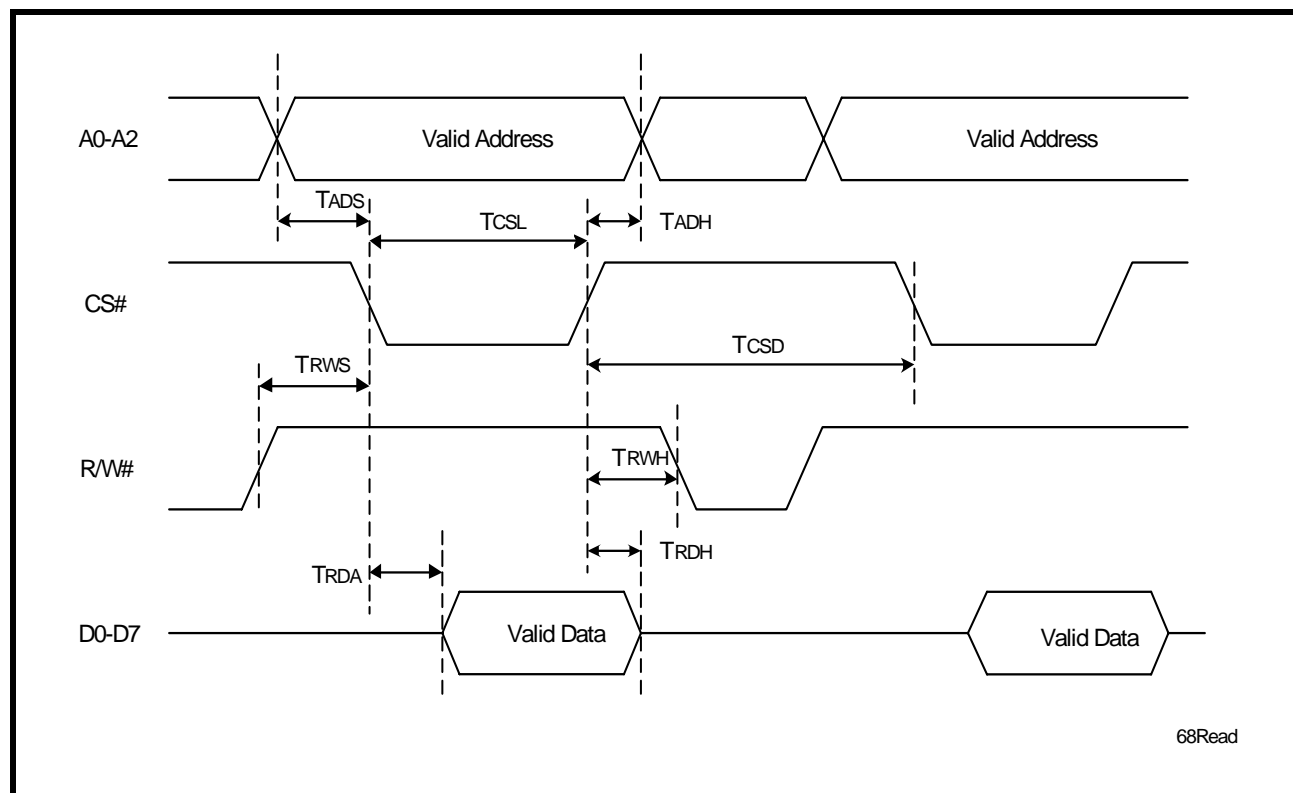 A0-A2
Valid Address
Valid Address
TADS
TCSL
TADH
CS#
TCSD
TRWS
R/W#
TRWH
TRDH
TRDA
D0-D7
Valid Data
Valid Data
68Read